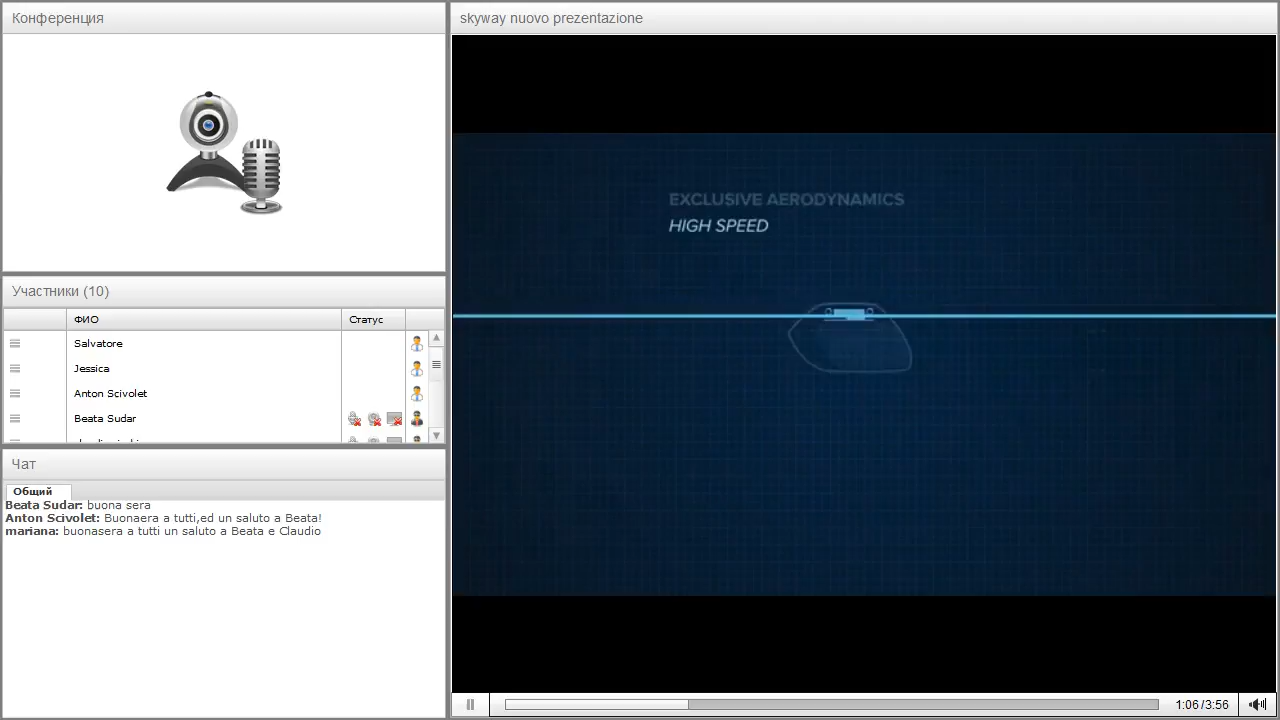 Конференция
Участники (10)
ФИО Статус
Salvatore
Jessica
Anton Scivolet
Beata Sudar
Чат
Общий
Beata Sudar: buona sera
Anton Scivolet: Buonaera a tutti,ed un saluto a Beata!
mariana: buonasera a tutti un saluto a Beata e Claudio
skyway nuovo prezentazione
EXCLUSIVE AERODYNAMICS
HIGH SPEED
1:06/3:56